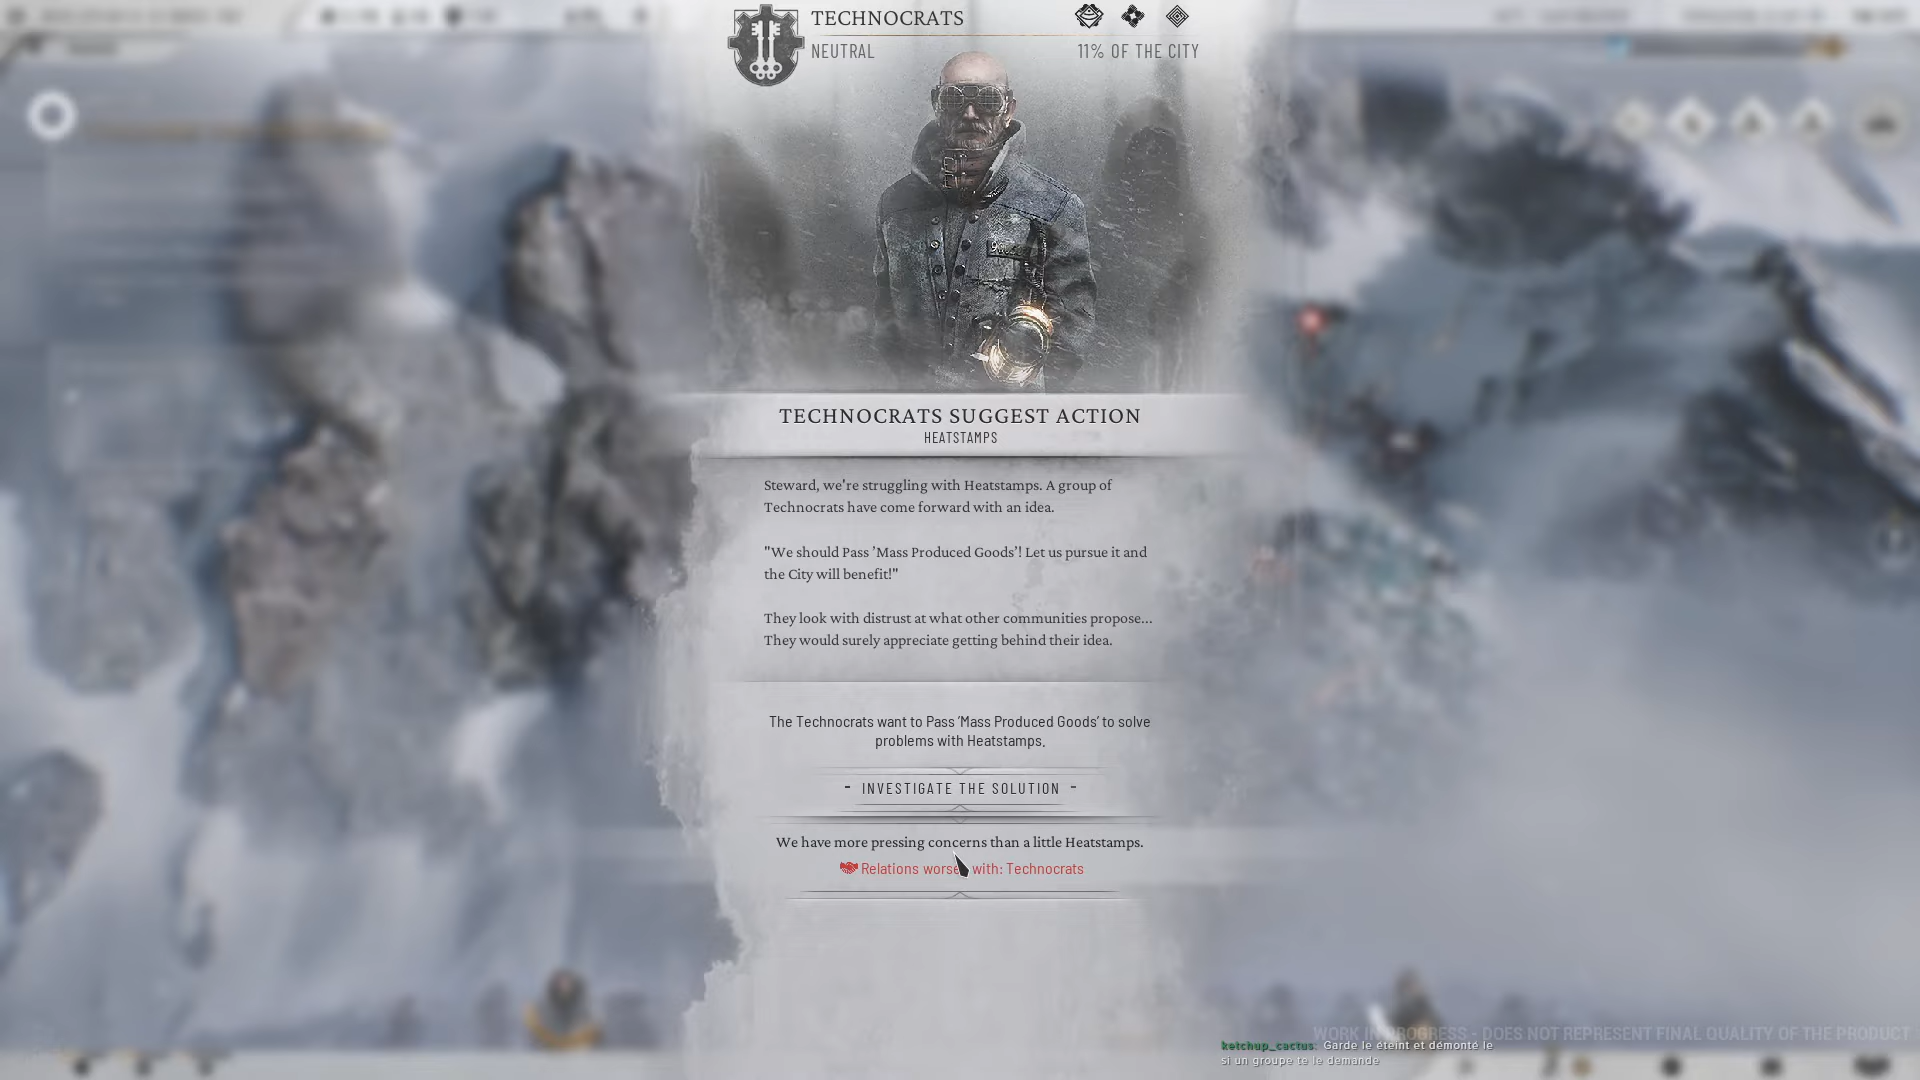 TECHNOCRATS
NEUTRAL
11% OF THE CITY
TECHNOCRATS SUGGEST ACTION
HEATSTAMPS
Steward, we're struggling with Heatstamps. A group of
Technocrats have come forward with an idea.
"We should Pass 'Mass Produced Goods'! Let us pursue it and
the City will benefit!"
They look with distrust at what other communities propose...
They would surely appreciate getting behind their idea.
The Technocrats want to Pass 'Mass Produced Goods' to solve
problems with Heatstamps.
- INVESTIGATE THE SOLUTION -
We have more pressing concerns than a little Heatstamps.
Relations worsen with: Technocrats
WORK IN PROGRESS - DOES NOT REPRESENT FINAL QUALITY OF THE PRODUCT
ketchup_cactus: Garde le éteint et démonté le
si un groupe te le demande